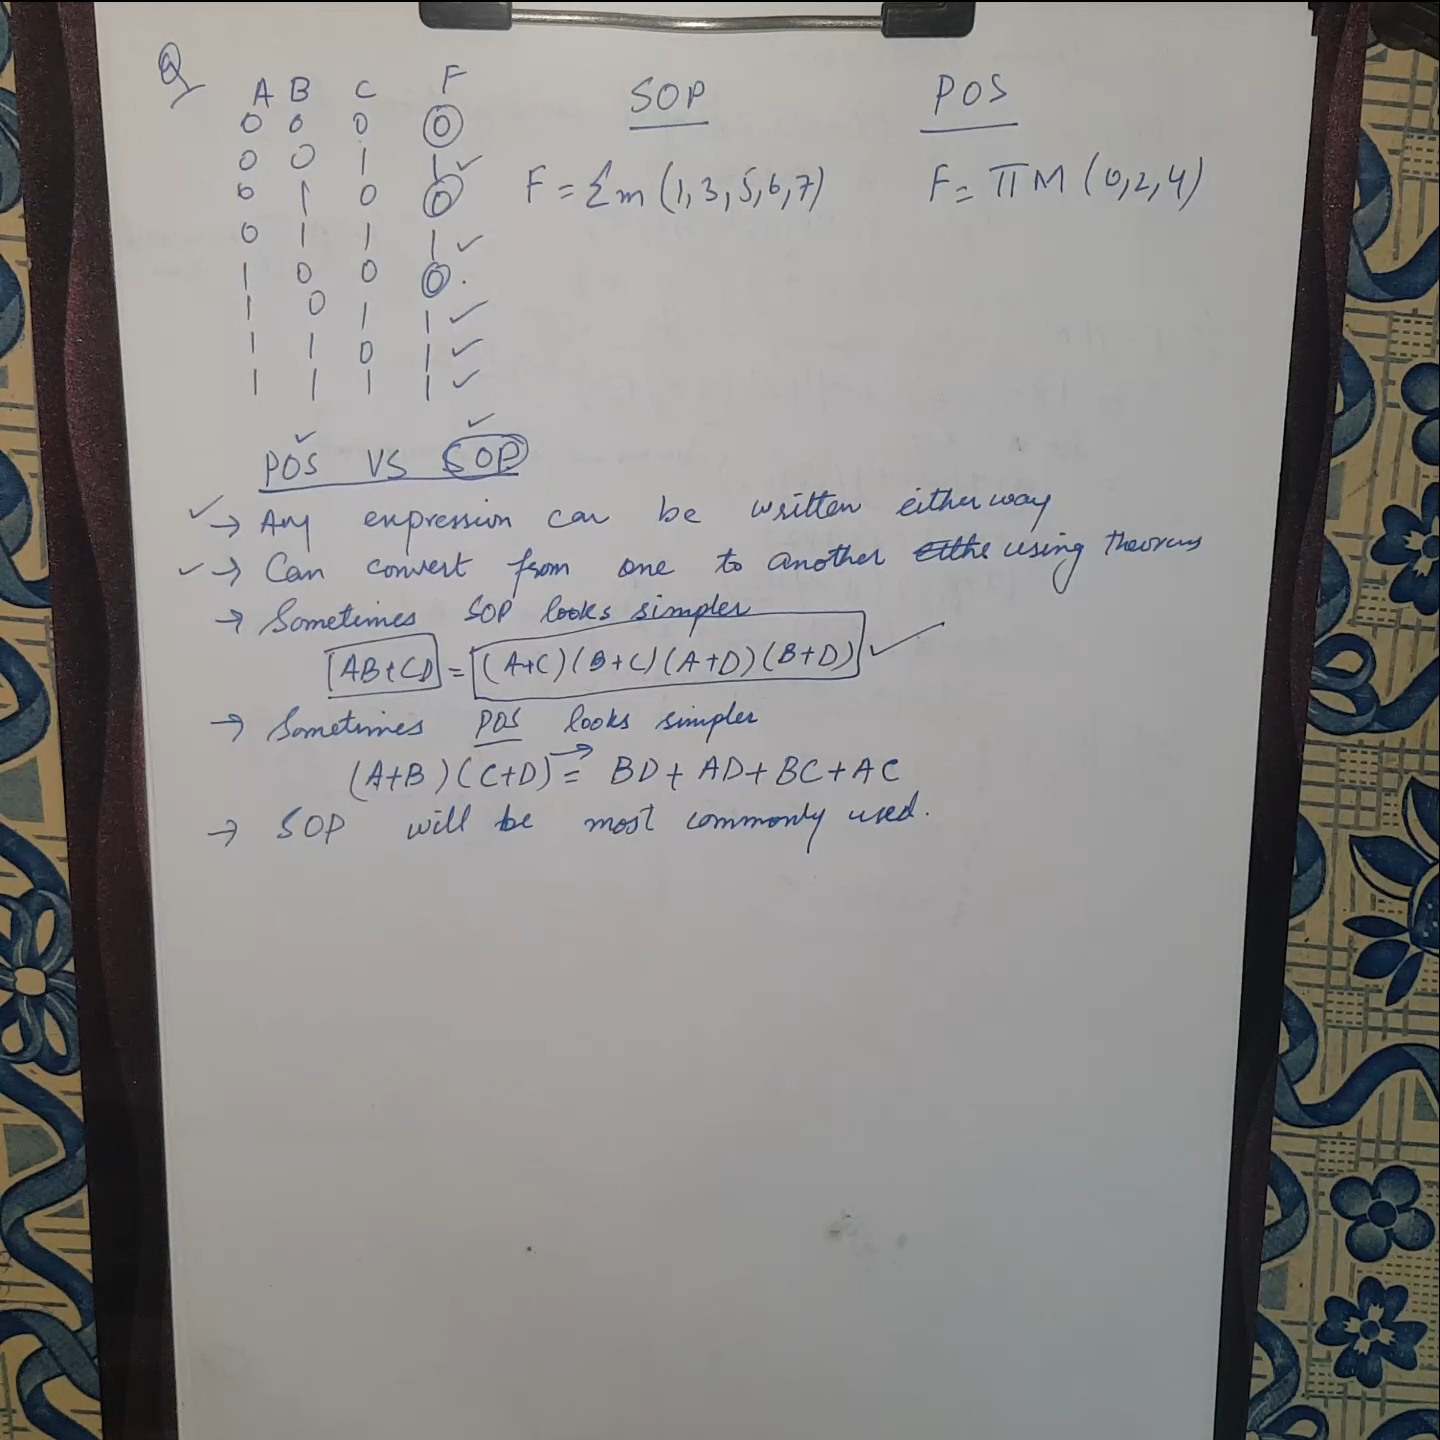 Q
A B C F SOP POS
0 0 0 0
0 0 1 1 ✓ F = Σm (1,3,5,6,7) F = ΠM (0,2,4)
0 1 0 0
0 1 1 1 ✓
1 0 0 0
1 0 1 1 ✓
1 1 0 1 ✓
1 1 1 1 ✓
POS VS SOP
→ Any expression can be written either way
→ Can convert from one to another using theorems
→ Sometimes SOP looks simpler
AB+CD = (A+C)(B+C)(A+D)(B+D)
→ Sometimes POS looks simpler
(A+B)(C+D) = BD+AD+BC+AC
→ SOP will be most commonly used.